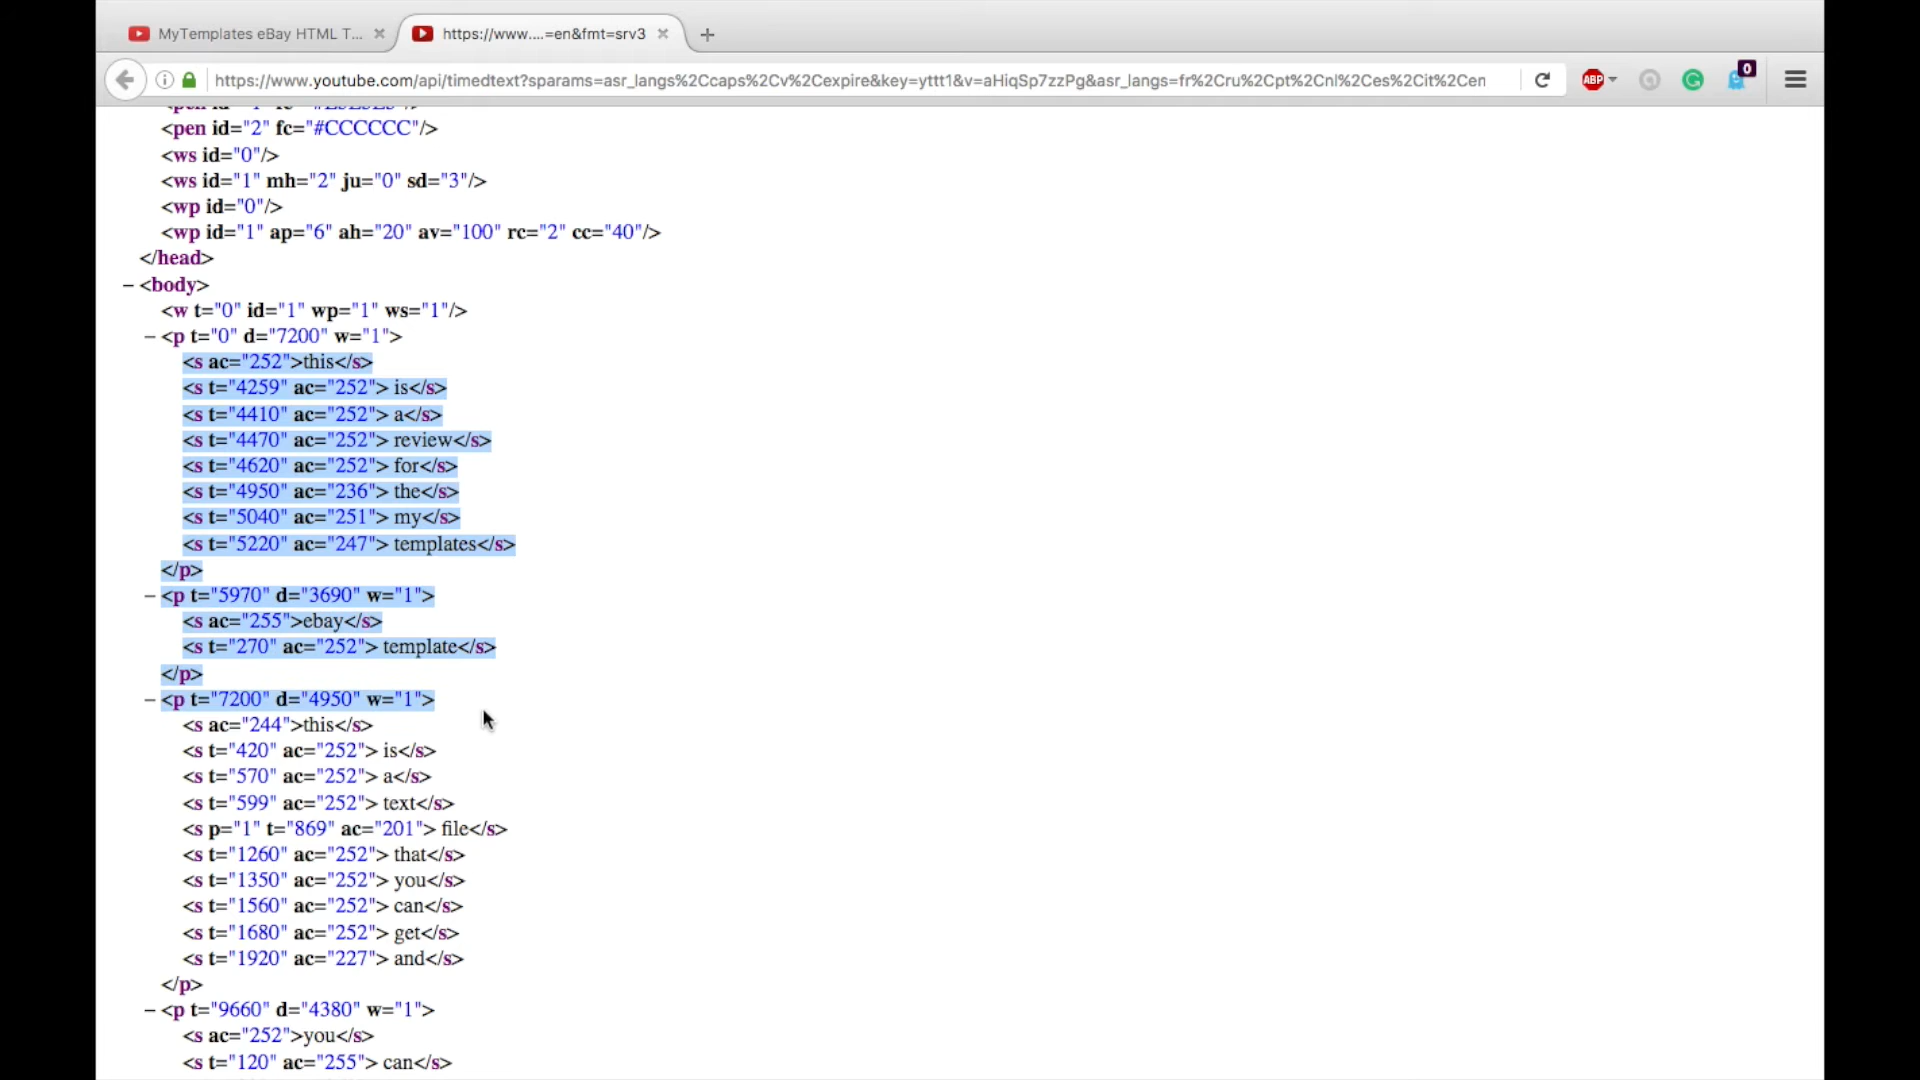 MyTemplates eBay HTML T...
https://www....=en&fmt=srv3
https://www.youtube.com/api/timedtext?sparams=asr_langs%2Ccaps%2Cv%2Cexpire&key=yttt1&v=aHiqSp7zzPg&asr_langs=fr%2Cru%2Cpt%2Cnl%2Ces%2Cit%2Cen
ABP
0
<pen id="2" fc="#CCCCCC"/>
<ws id="0"/>
<ws id="1" mh="2" ju="0" sd="3"/>
<wp id="0"/>
<wp id="1" ap="6" ah="20" av="100" rc="2" cc="40"/>
</head>
– <body>
<w t="0" id="1" wp="1" ws="1"/>
– <p t="0" d="7200" w="1">
<s ac="252">this</s>
<s t="4259" ac="252"> is</s>
<s t="4410" ac="252"> a</s>
<s t="4470" ac="252"> review</s>
<s t="4620" ac="252"> for</s>
<s t="4950" ac="236"> the</s>
<s t="5040" ac="251"> my</s>
<s t="5220" ac="247"> templates</s>
</p>
– <p t="5970" d="3690" w="1">
<s ac="255">ebay</s>
<s t="270" ac="252"> template</s>
</p>
– <p t="7200" d="4950" w="1">
<s ac="244">this</s>
<s t="420" ac="252"> is</s>
<s t="570" ac="252"> a</s>
<s t="599" ac="252"> text</s>
<s p="1" t="869" ac="201"> file</s>
<s t="1260" ac="252"> that</s>
<s t="1350" ac="252"> you</s>
<s t="1560" ac="252"> can</s>
<s t="1680" ac="252"> get</s>
<s t="1920" ac="227"> and</s>
</p>
– <p t="9660" d="4380" w="1">
<s ac="252">you</s>
<s t="120" ac="255"> can</s>